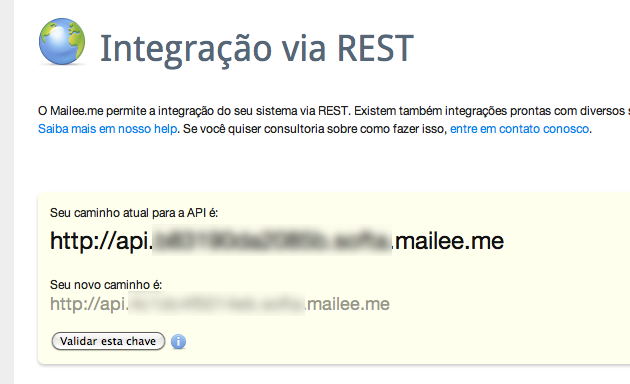 Integração via REST
O Mailee.me permite a integração do seu sistema via REST. Existem também integrações prontas com diversos
Saiba mais em nosso help. Se você quiser consultoria sobre como fazer isso, entre em contato conosco.
Seu caminho atual para a API é:
http://api. .mailee.me
Seu novo caminho é:
http://api. .mailee.me
Validar esta chave